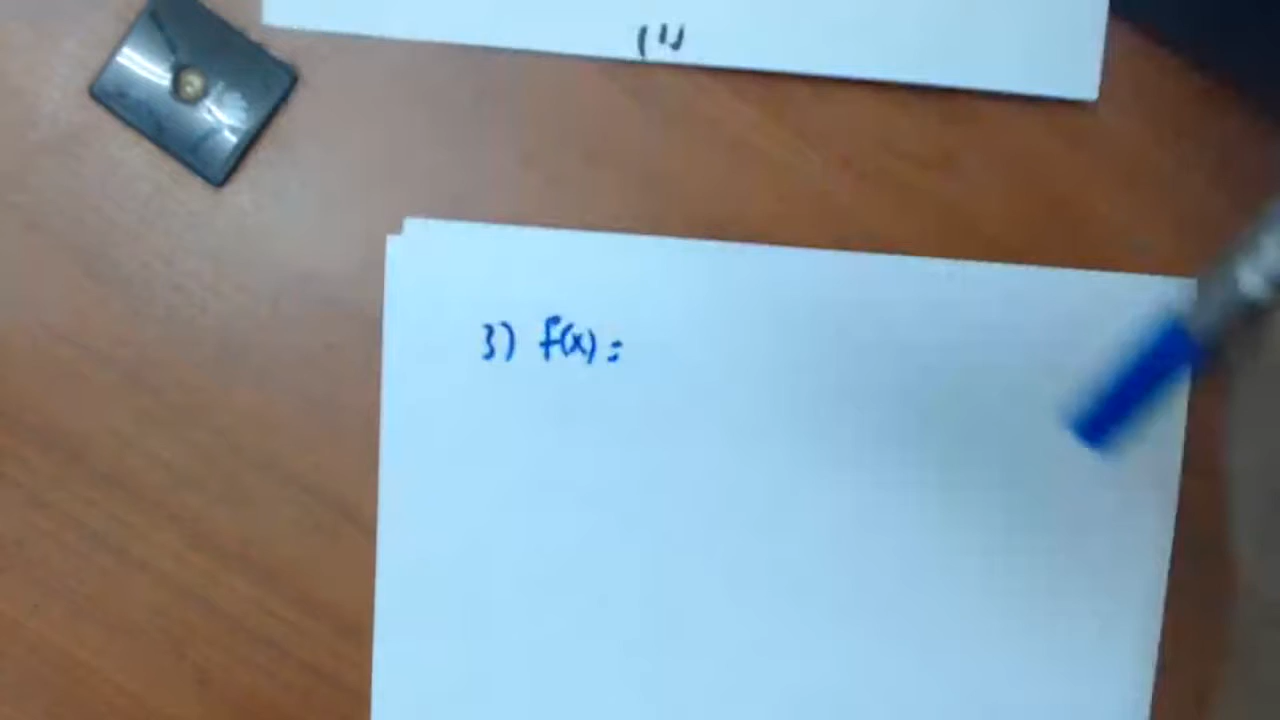 3) f(x) =